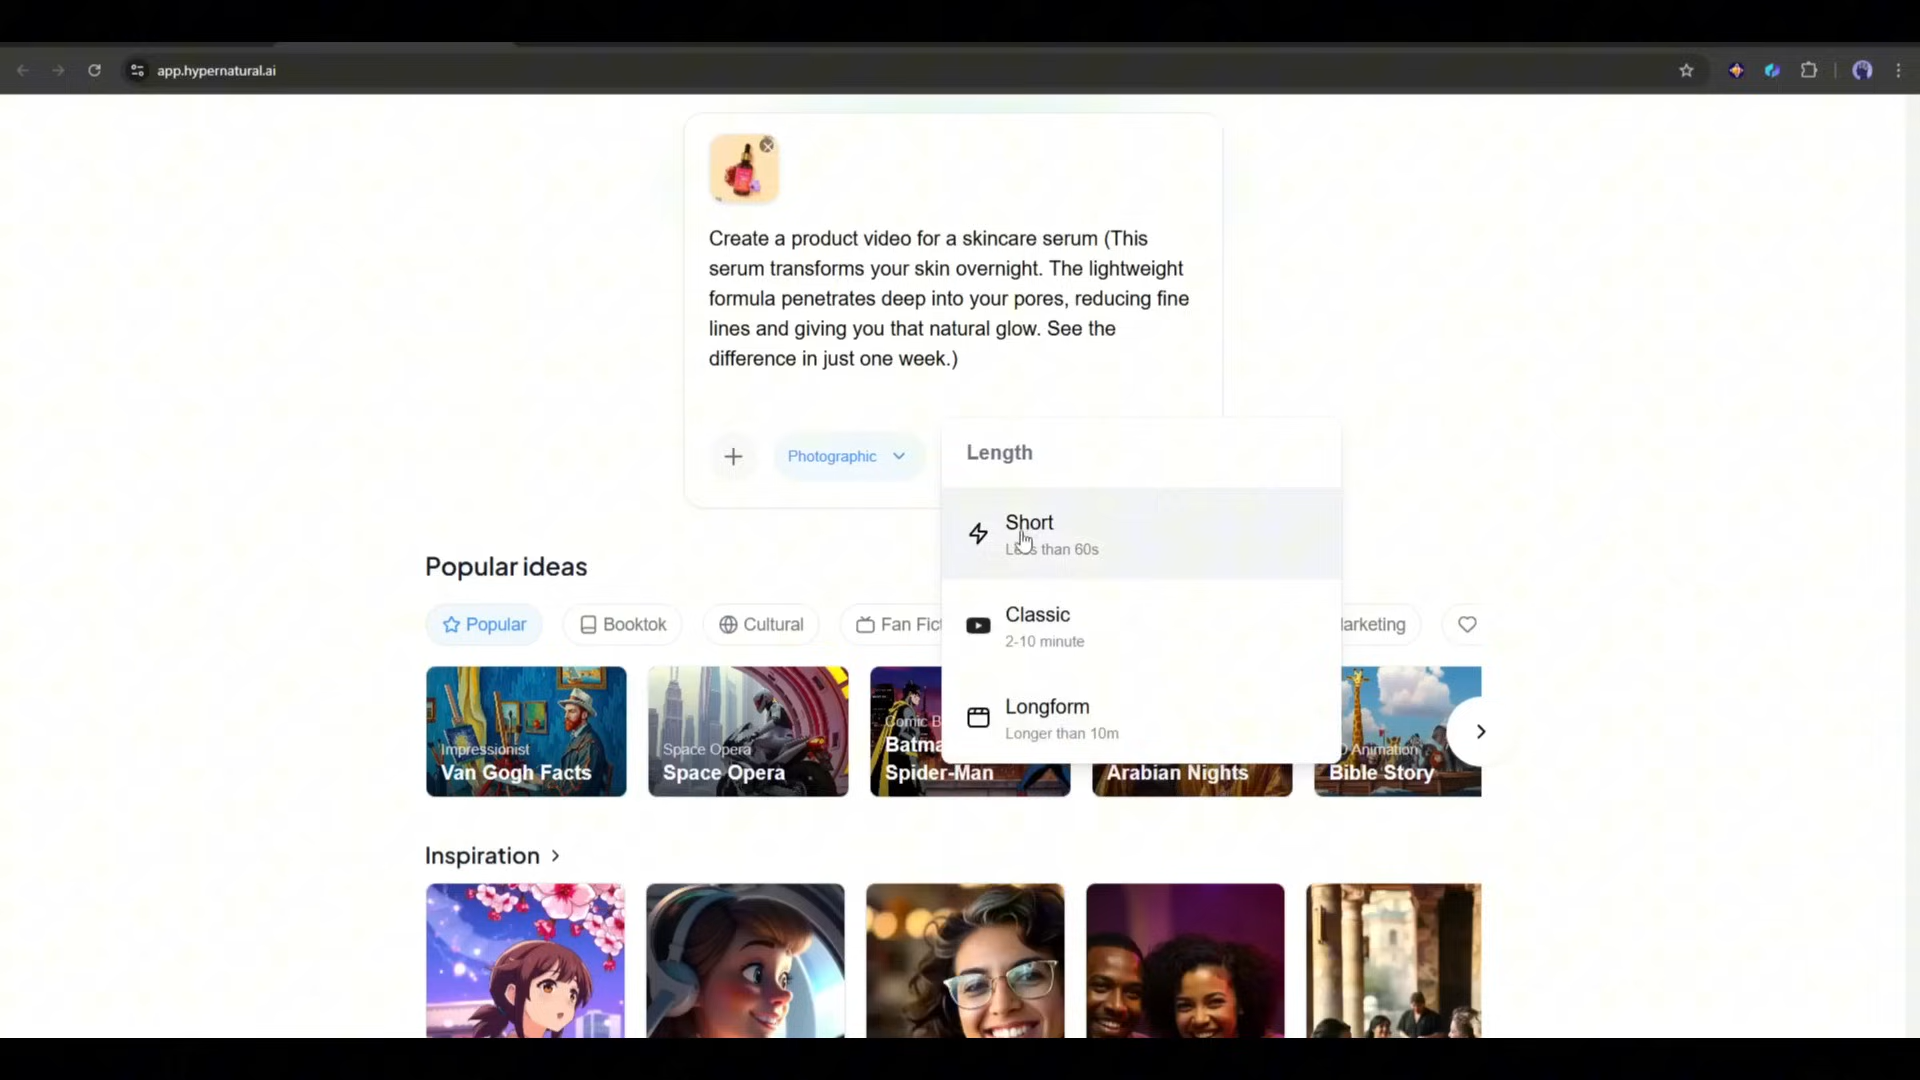 app.hypernatural.ai
Create a product video for a skincare serum (This
serum transforms your skin overnight. The lightweight
formula penetrates deep into your pores, reducing fine
lines and giving you that natural glow. See the
difference in just one week.)
Photographic
Length
Short
Less than 60s
Classic
2-10 minute
Longform
Longer than 10m
Popular ideas
Popular
Booktok
Cultural
Fan Fict
arketing
Impressionist
Van Gogh Facts
Space Opera
Space Opera
Comic B
Batma
Spider-Man
Arabian Nights
D Animation
Bible Story
Inspiration